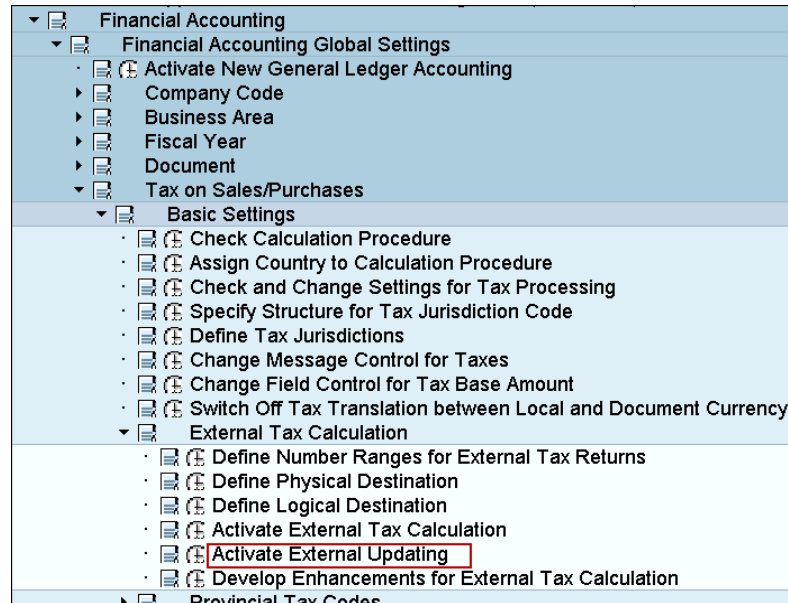 Financial Accounting
Financial Accounting Global Settings
Activate New General Ledger Accounting
Company Code
Business Area
Fiscal Year
Document
Tax on Sales/Purchases
Basic Settings
Check Calculation Procedure
Assign Country to Calculation Procedure
Check and Change Settings for Tax Processing
Specify Structure for Tax Jurisdiction Code
Define Tax Jurisdictions
Change Message Control for Taxes
Change Field Control for Tax Base Amount
Switch Off Tax Translation between Local and Document Currency
External Tax Calculation
Define Number Ranges for External Tax Returns
Define Physical Destination
Define Logical Destination
Activate External Tax Calculation
Activate External Updating
Develop Enhancements for External Tax Calculation
Provincial Tax Codes